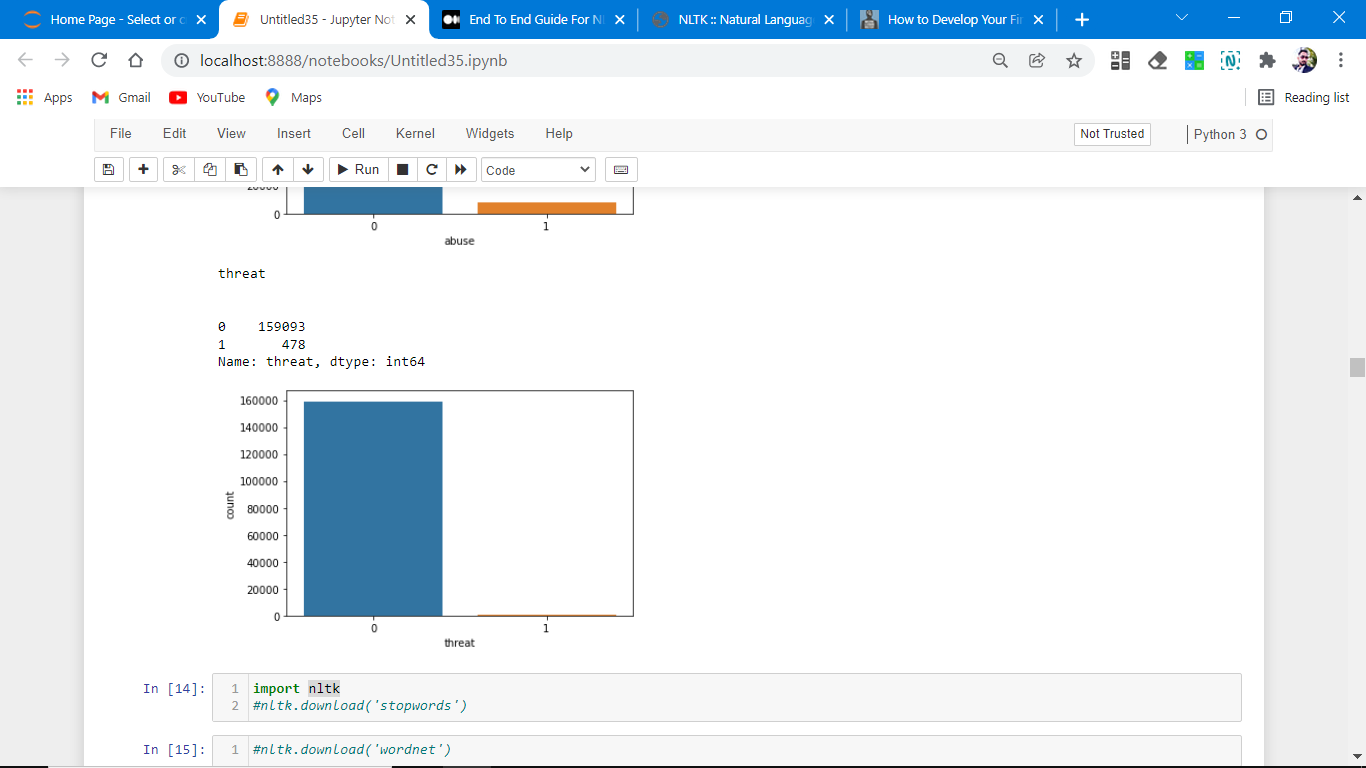 Home Page - Select or c
Untitled35 - Jupyter Not
End To End Guide For N
NLTK :: Natural Languag
How to Develop Your Fir
localhost:8888/notebooks/Untitled35.ipynb
Apps Gmail YouTube Maps Reading list
File Edit View Insert Cell Kernel Widgets Help Not Trusted Python 3
Run Code
20000
0
0 1
abuse
threat
0 159093
1 478
Name: threat, dtype: int64
160000
140000
120000
100000
80000
60000
40000
20000
0
count
0 1
threat
In [14]: 1 import nltk
2 #nltk.download('stopwords')
In [15]: 1 #nltk.download('wordnet')